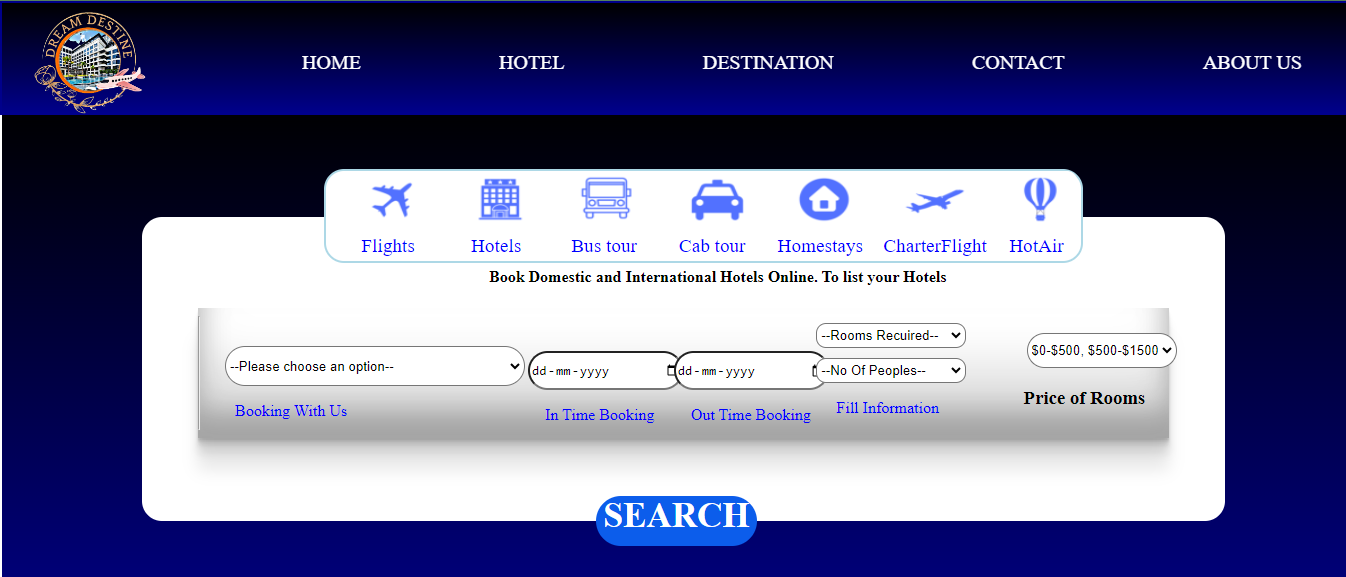 DREAM DESTINE
HOME HOTEL DESTINATION CONTACT ABOUT US
Flights Hotels Bus tour Cab tour Homestays CharterFlight HotAir
Book Domestic and International Hotels Online. To list your Hotels
--Please choose an option--
Booking With Us
dd-mm-yyyy
In Time Booking
dd-mm-yyyy
Out Time Booking
--Rooms Recuired--
--No Of Peoples--
Fill Information
$0-$500, $500-$1500
Price of Rooms
SEARCH